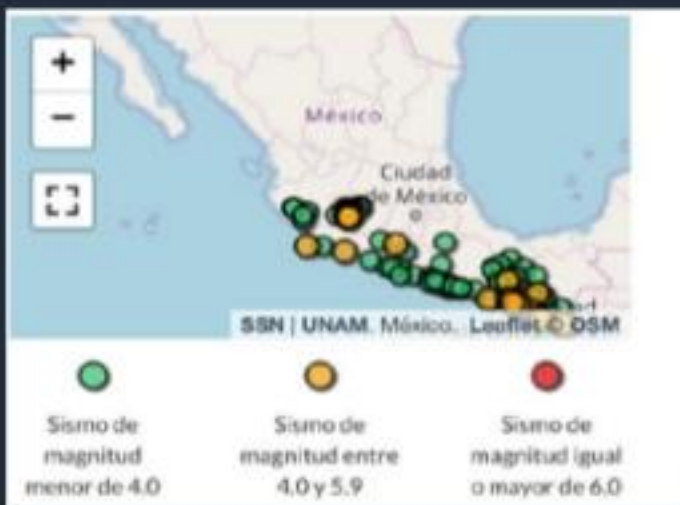 +
−
México
Ciudad
de México
SSN | UNAM. México. Leaflet © OSM
Sismo de
magnitud
menor de 4.0
Sismo de
magnitud entre
4.0 y 5.9
Sismo de
magnitud igual
o mayor de 6.0